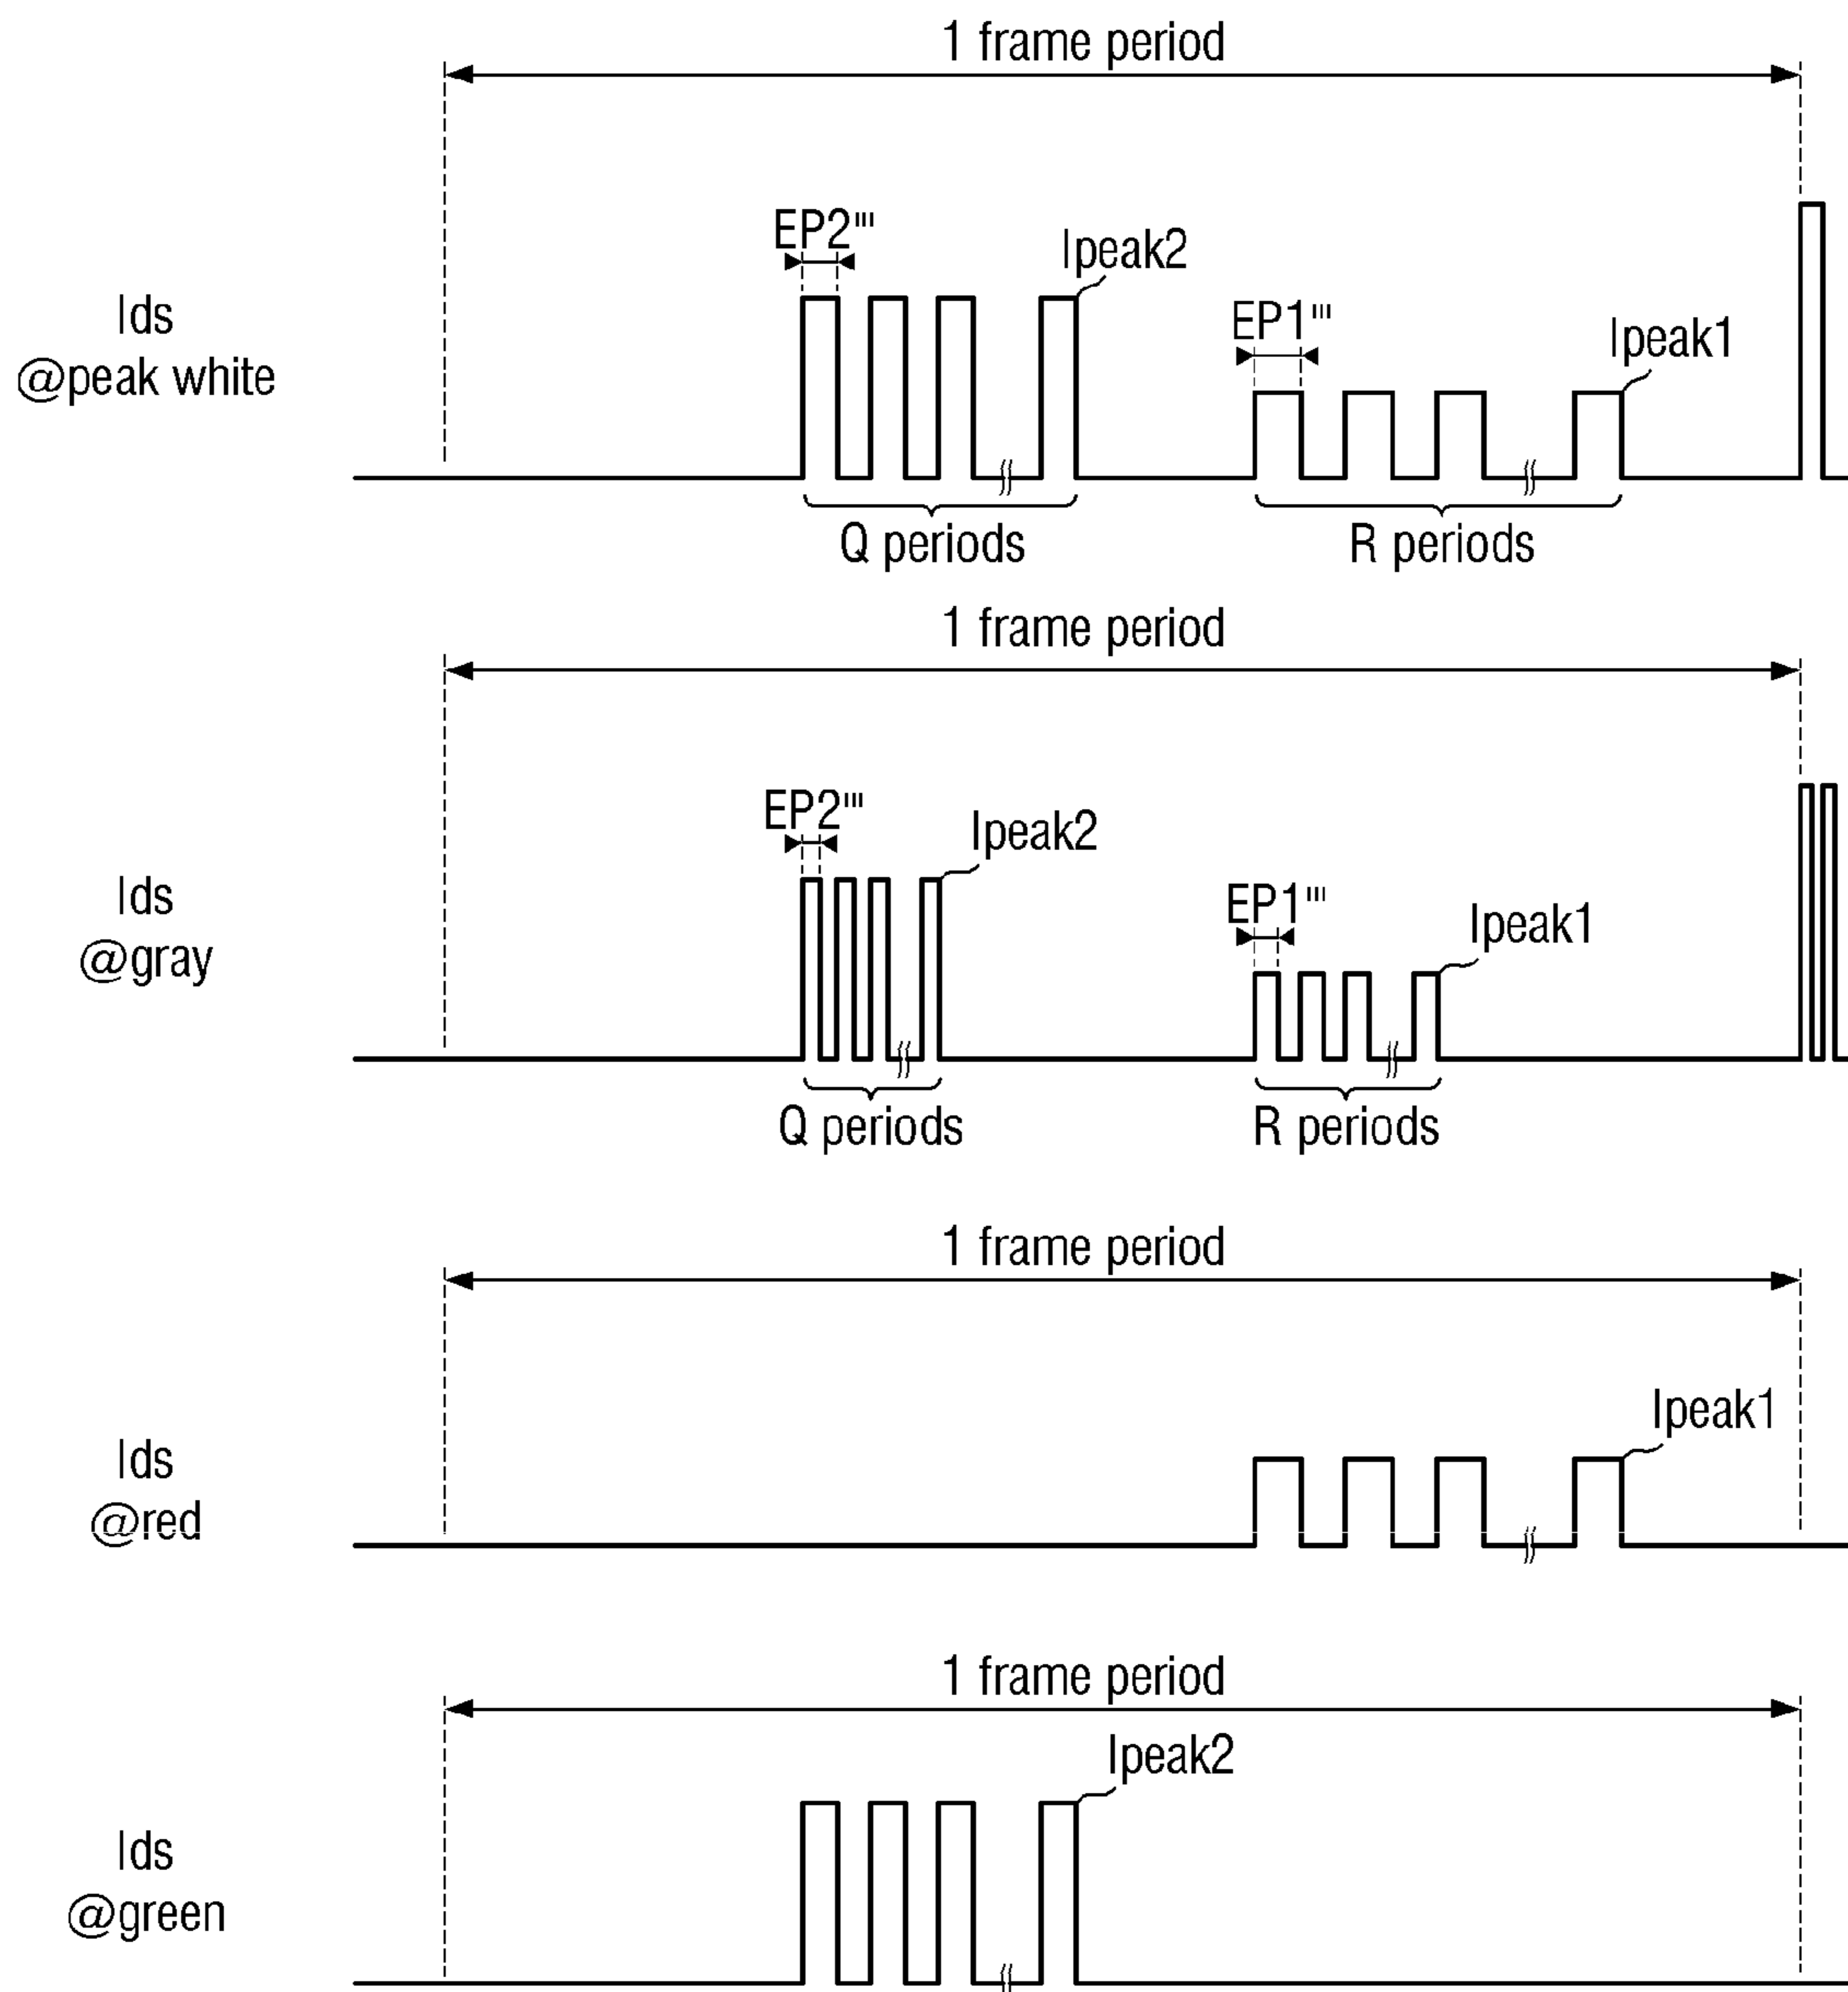 1 frame period
EP2'''
Ipeak2
EP1'''
Ipeak1
Ids
@peak white
Q periods
R periods
1 frame period
EP2'''
Ipeak2
EP1'''
Ipeak1
Ids
@gray
Q periods
R periods
1 frame period
Ipeak1
Ids
@red
1 frame period
Ipeak2
Ids
@green